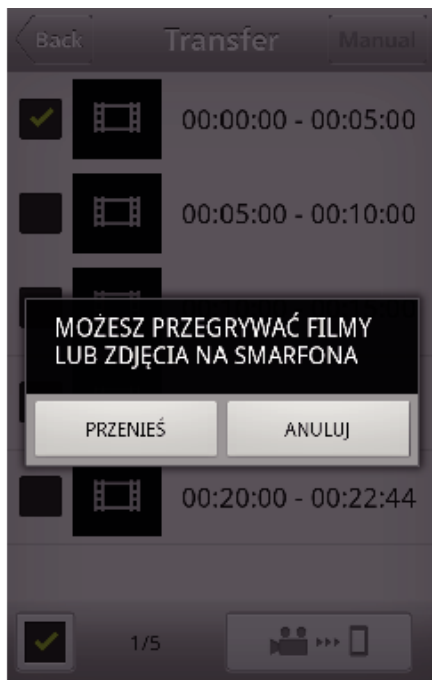 Back Transfer Manual
00:00:00 - 00:05:00
00:05:00 - 00:10:00
MOŻESZ PRZEGRYWAĆ FILMY
LUB ZDJĘCIA NA SMARFONA
PRZENIEŚ ANULUJ
00:20:00 - 00:22:44
1/5